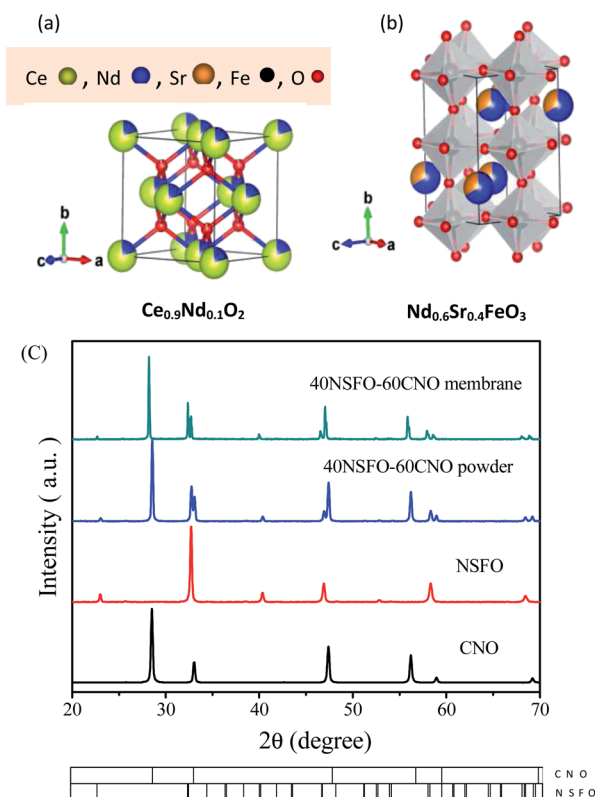 (a)
(b)
Ce , Nd , Sr , Fe , O
b
c
a
b
c
a
Ce0.9Nd0.1O2
Nd0.6Sr0.4FeO3
(C)
40NSFO-60CNO membrane
40NSFO-60CNO powder
NSFO
CNO
Intensity ( a.u. )
20 30 40 50 60 70
2θ (degree)
CNO
NSFO